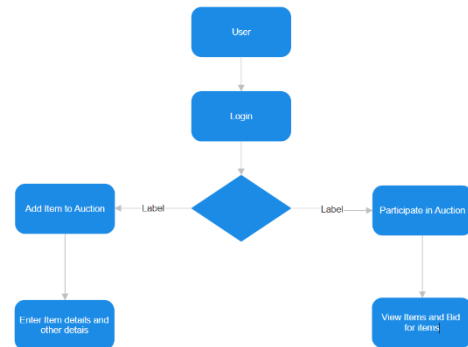 User
Login
Add Item to Auction
Label
Label
Participate in Auction
Enter Item details and
other detais
View Items and Bid
for items